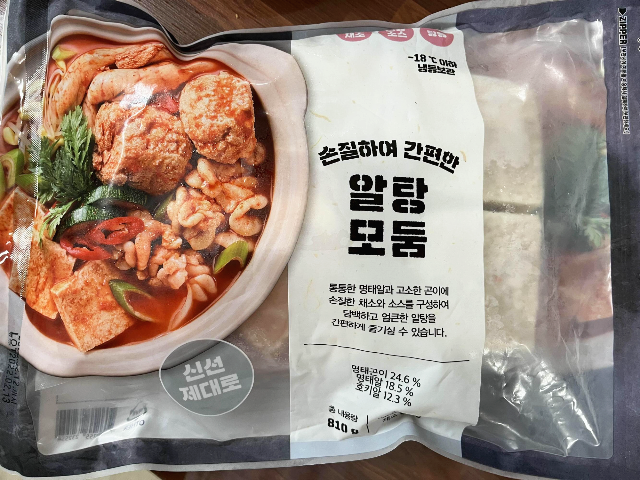 채소
소스
-18℃ 이하
냉동보관
손질하여 간편한
알탕
모둠
통통한 명태알과 고소한 곤이에
손질한 채소와 소스를 구성하여
담백하고 얼큰한 알탕을
간편하게 즐기실 수 있습니다.
신선
제대로
명태곤이 24.6 %
명태알 18.5 %
호키알 12.3 %
총 내용량
810 g
ZIPPER